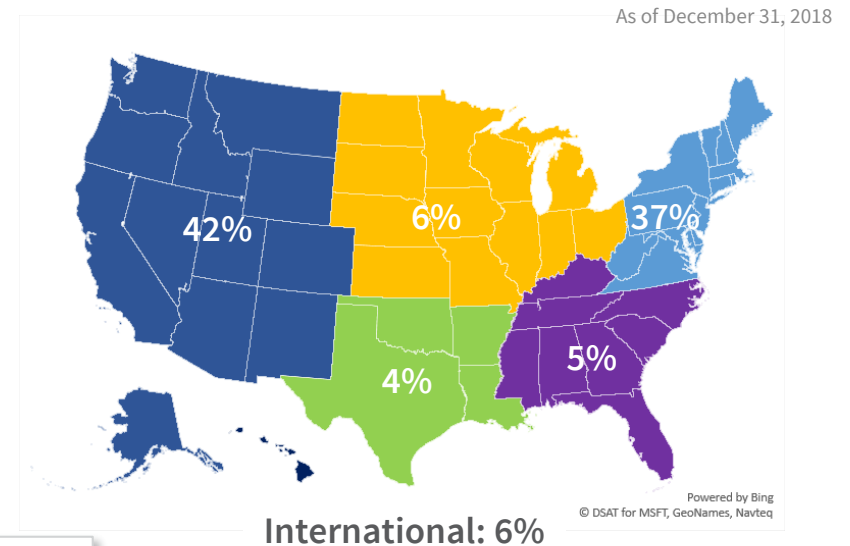 As of December 31, 2018
42%
6%
37%
5%
4%
Powered by Bing
© DSAT for MSFT, GeoNames, Navteq
International: 6%